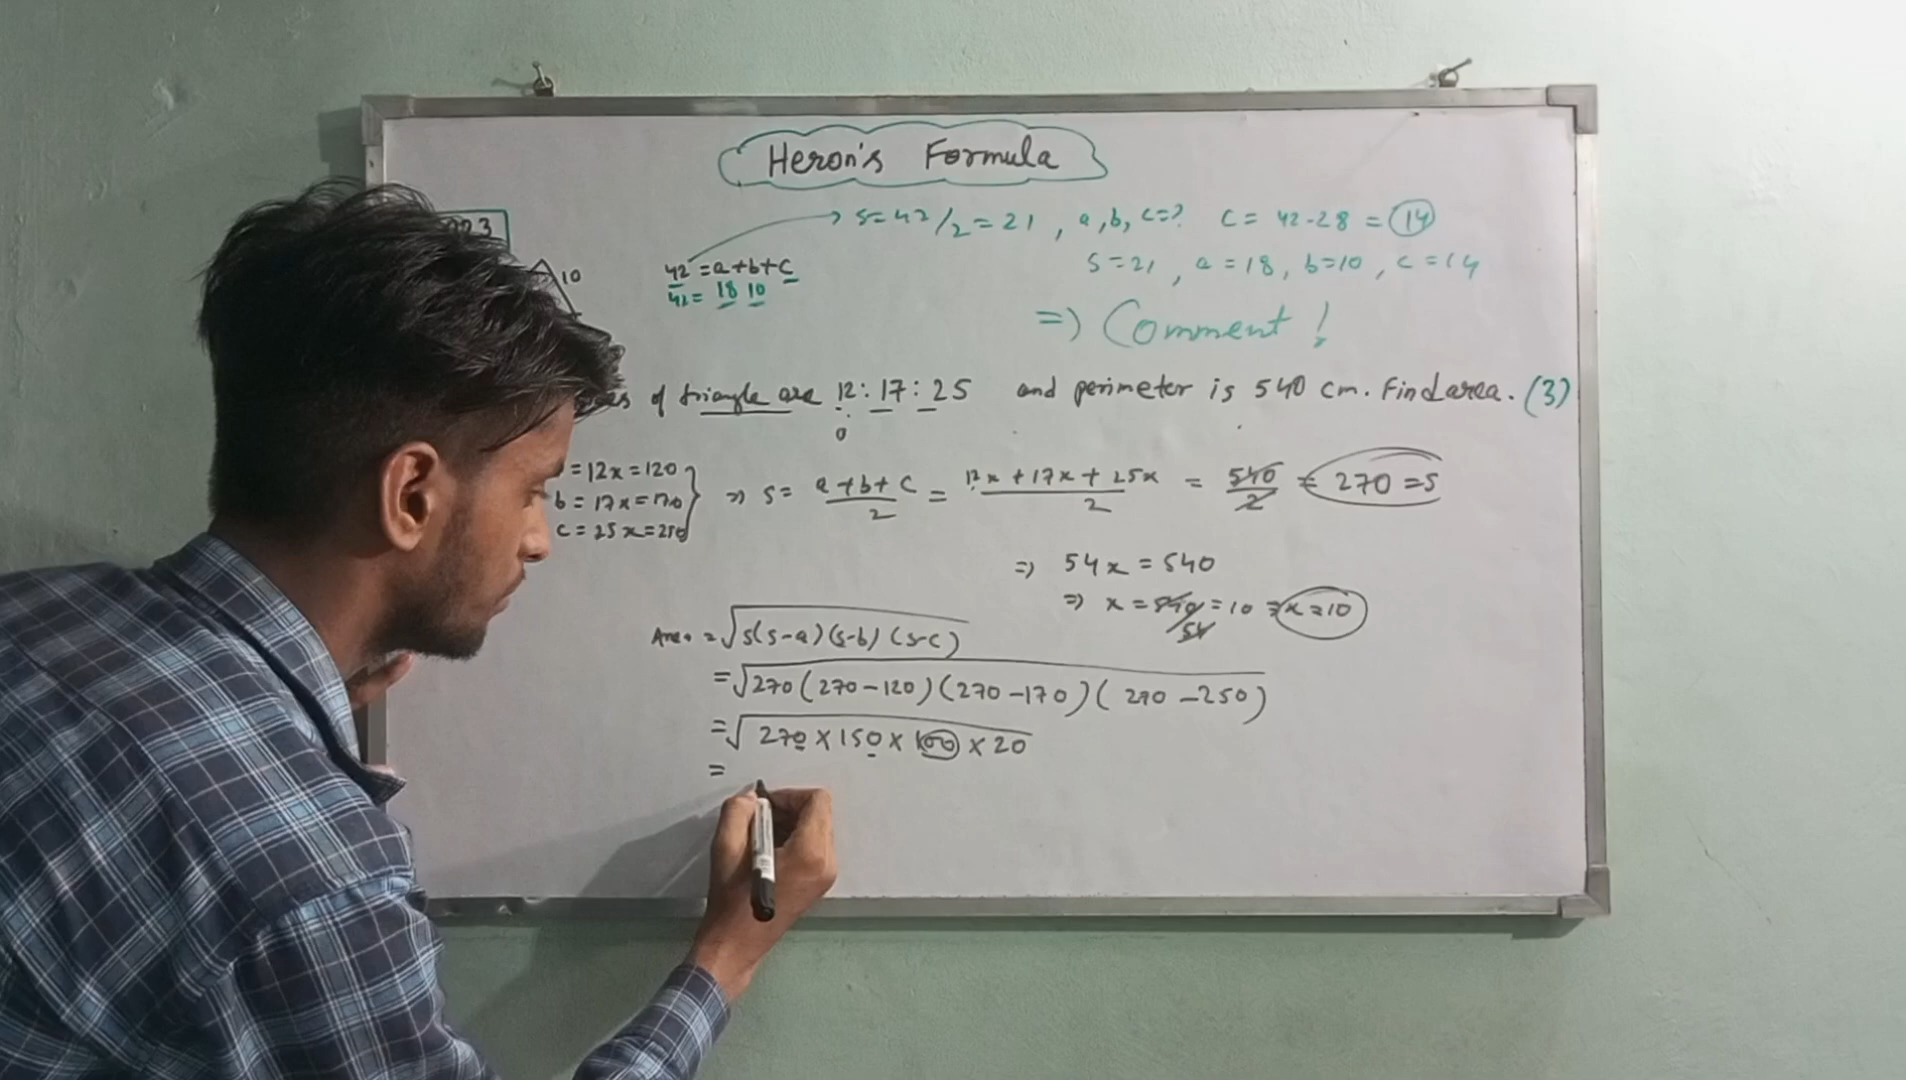 Heron's Formula
s=42/2=21, a,b,c=? c= 42-28 = 14
10
42 =a+b+c
42= 18 10
s=21, a=18, b=10, c=14
=) Comment!
of triangle are 12:17:25 and perimeter is 540 cm. Find area. (3)
=12x=120
b=17x=170
c=25x=250
=) s= a+b+c/2 = 12x+17x+25x/2 = 540/2 = 270=s
=) 54x=540
=) x=540/54=10 =) x=10
Area = √s(s-a)(s-b)(s-c)
=√270(270-120)(270-170)(270-250)
=√270×150×100×20
=